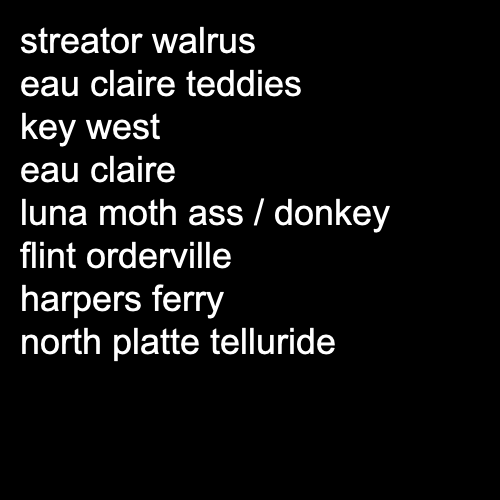 streator walrus
eau claire teddies
key west
eau claire
luna moth ass / donkey
flint orderville
harpers ferry
north platte telluride